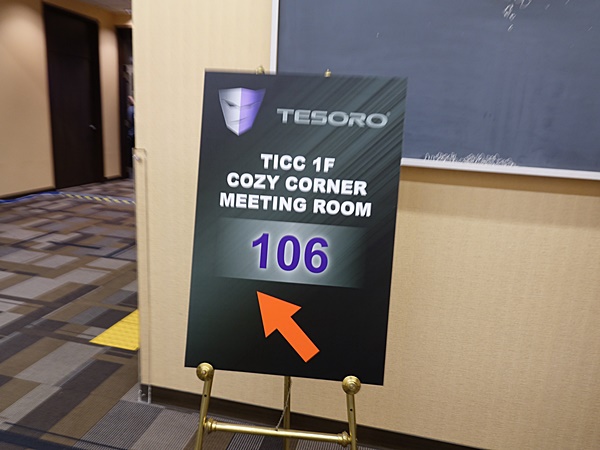 TESORO
TICC 1F
COZY CORNER
MEETING ROOM
106